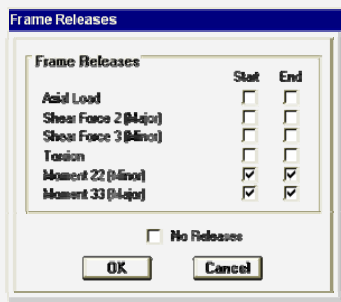 Frame Releases
Frame Releases
Start End
Axial Load
Shear Force 2 (Major)
Shear Force 3 (Minor)
Torsion
Moment 22 (Minor)
Moment 33 (Major)
No Releases
OK Cancel